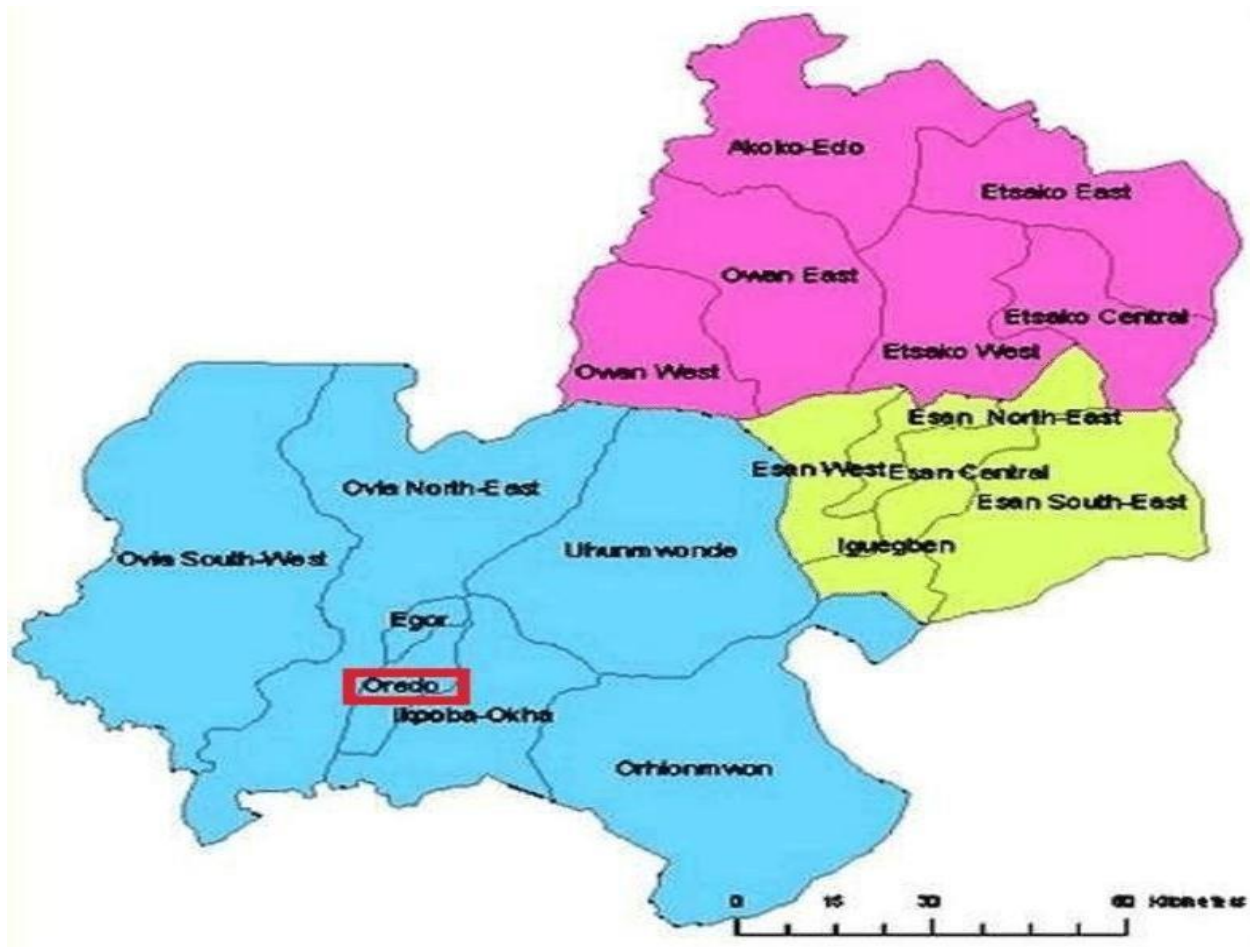 Akoko-Edo
Etsako East
Owan East
Etsako Central
Etsako West
Owan West
Esan North-East
Esan West
Esan Central
Ovia North-East
Esan South-East
Iguegben
Uhunmwonde
Ovia South-West
Egor
Oredo
Ikpoba-Okha
Orhionmwon
0 15 30 60 Kilometres